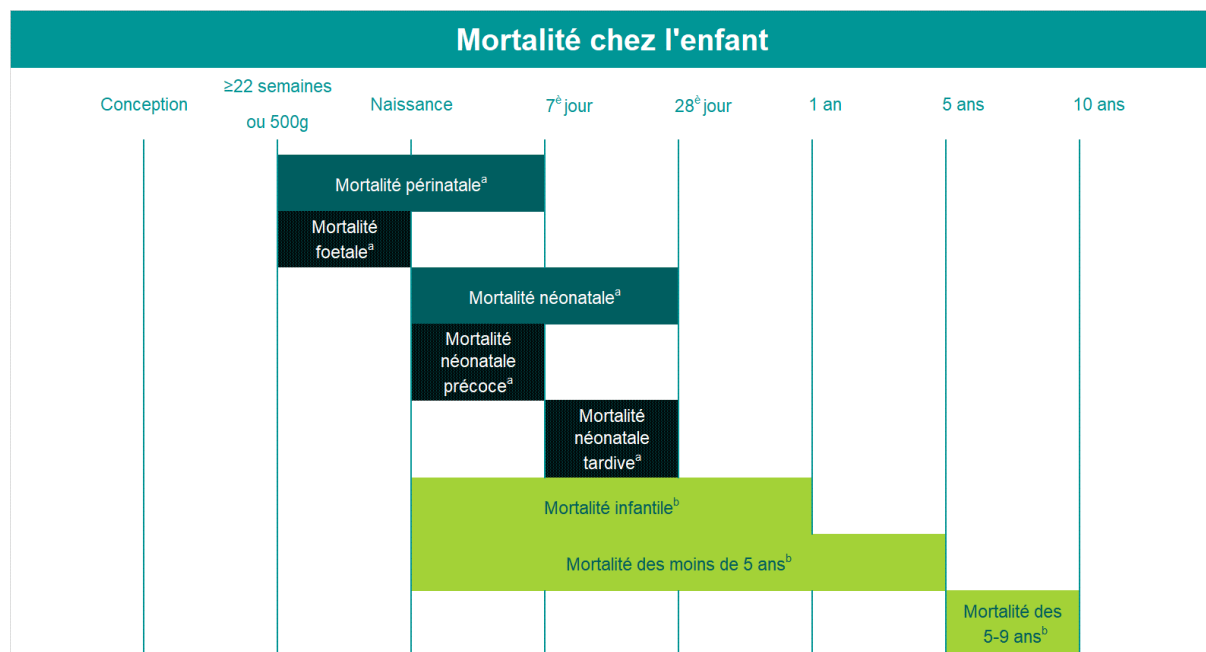 Mortalité chez l'enfant
Conception
≥22 semaines
ou 500g
Naissance
7è jour
28è jour
1 an
5 ans
10 ans
Mortalité périnatalea
Mortalité
foetalea
Mortalité néonatalea
Mortalité
néonatale
précocea
Mortalité
néonatale
tardivea
Mortalité infantileb
Mortalité des moins de 5 ansb
Mortalité des
5-9 ansb